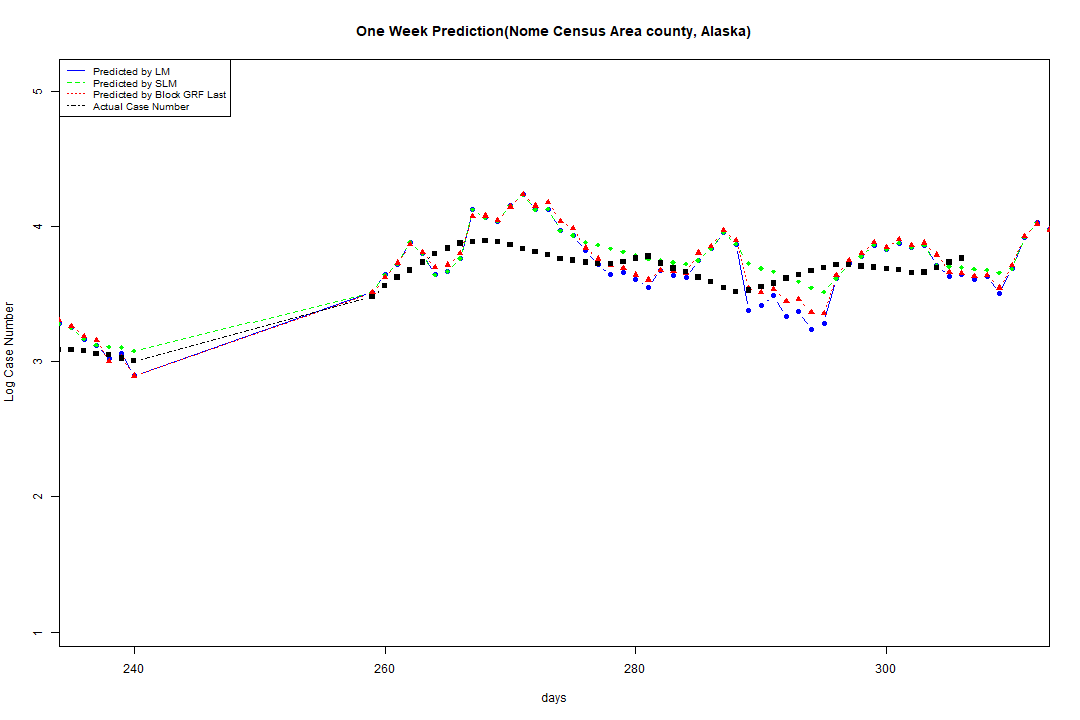 One Week Prediction(Nome Census Area county, Alaska)
Predicted by LM
Predicted by SLM
Predicted by Block GRF Last
Actual Case Number
5
4
3
2
1
Log Case Number
240
260
280
300
days